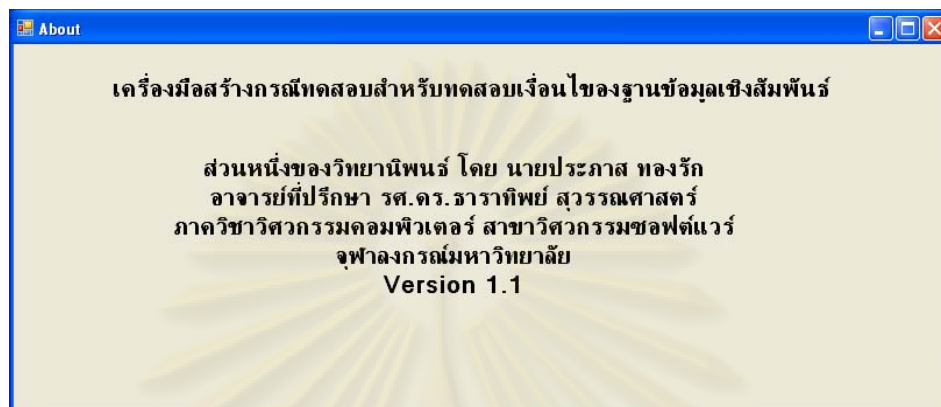 About
เครื่องมือสร้างกรณีทดสอบสำหรับทดสอบเงื่อนไขของฐานข้อมูลเชิงสัมพันธ์
ส่วนหนึ่งของวิทยานิพนธ์ โดย นายประภาส ทองรัก
อาจารย์ที่ปรึกษา รศ.ดร.ธาราทิพย์ สุวรรณศาสตร์
ภาควิชาวิศวกรรมคอมพิวเตอร์ สาขาวิศวกรรมซอฟต์แวร์
จุฬาลงกรณ์มหาวิทยาลัย
Version 1.1